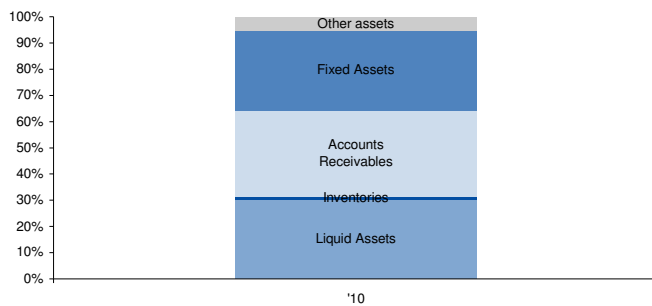 100%
90%
80%
70%
60%
50%
40%
30%
20%
10%
0%
Other assets
Fixed Assets
Accounts
Receivables
Inventories
Liquid Assets
'10